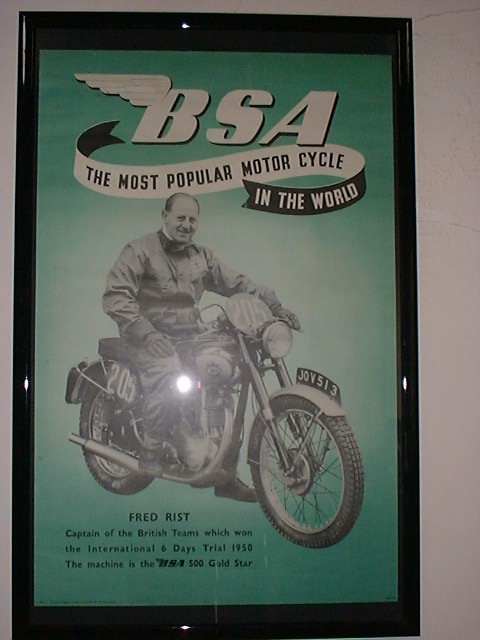 BSA
THE MOST POPULAR MOTOR CYCLE
IN THE WORLD
205
205
JOV 513
FRED RIST
Captain of the British Teams which won
the International 6 Days Trial 1950
The machine is the BSA 500 Gold Star